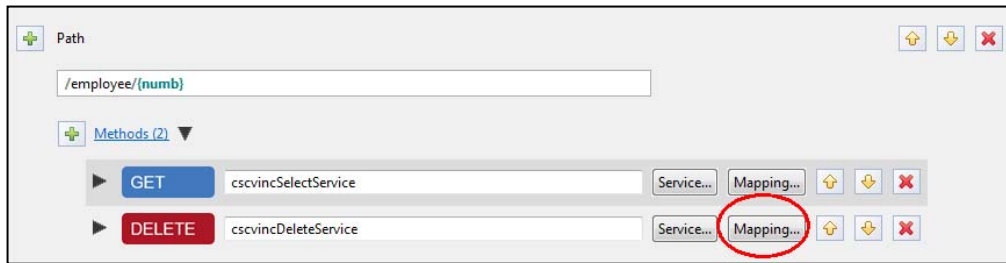 Path
/employee/{numb}
Methods (2)
GET cscvincSelectService Service... Mapping...
DELETE cscvincDeleteService Service... Mapping...